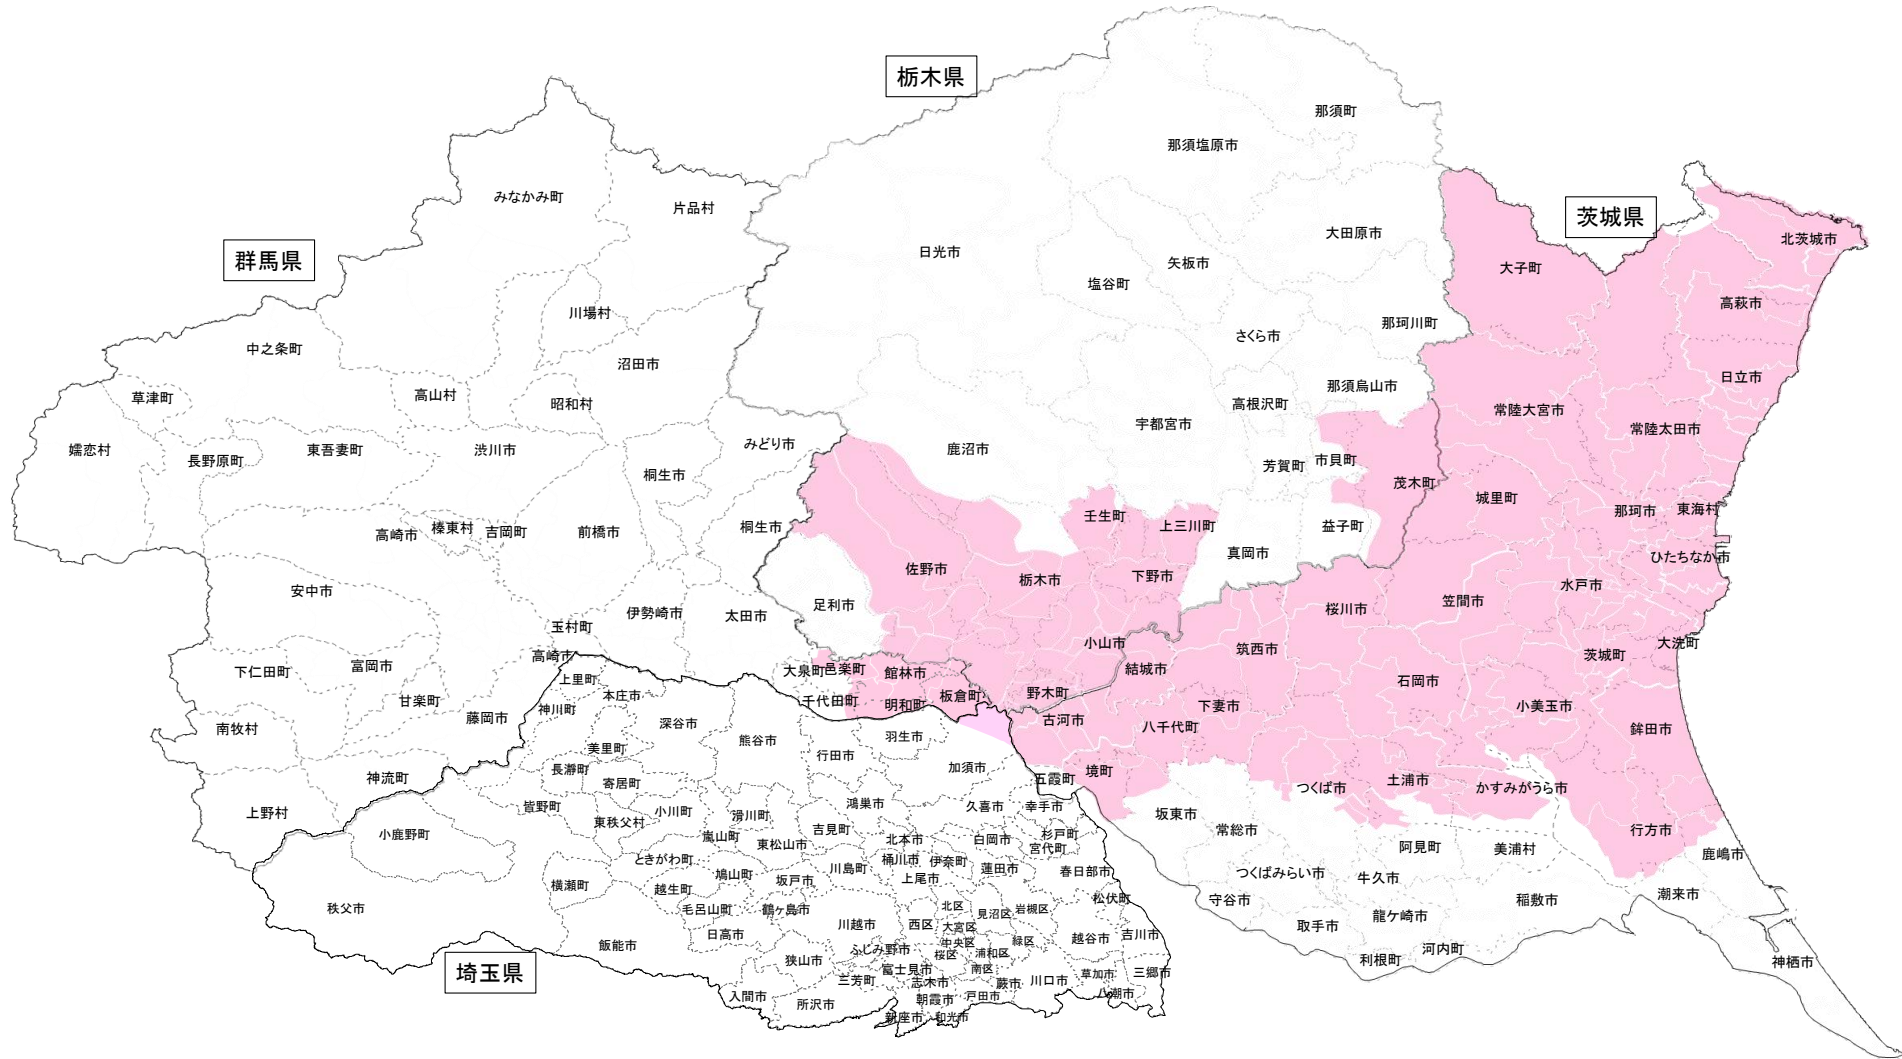 栃木県
那須町
那須塩原市
茨城県
みなかみ町
片品村
大田原市
北茨城市
群馬県
日光市
矢板市
大子町
塩谷町
高萩市
川場村
那珂川町
さくら市
中之条町
沼田市
日立市
那須烏山市
草津町
高山村
昭和村
高根沢町
常陸大宮市
宇都宮市
常陸太田市
嬬恋村
長野原町
東吾妻町
渋川市
みどり市
鹿沼市
芳賀町
市貝町
桐生市
茂木町
城里町
那珂市
東海村
壬生町
上三川町
益子町
高崎市
榛東村
吉岡町
前橋市
桐生市
真岡市
ひたちなか市
佐野市
栃木市
下野市
水戸市
安中市
伊勢崎市
太田市
足利市
桜川市
笠間市
玉村町
小山市
筑西市
大洗町
茨城町
高崎市
下仁田町
富岡市
大泉町
邑楽町
館林市
結城市
上里町
本庄市
石岡市
甘楽町
千代田町
明和町
板倉町
野木町
下妻市
小美玉市
神川町
藤岡市
深谷市
古河市
八千代町
鉾田市
南牧村
美里町
熊谷市
行田市
羽生市
長瀞町
寄居町
加須市
五霞町
境町
神流町
つくば市
土浦市
かすみがうら市
上野村
皆野町
小川町
東秩父村
滑川町
鴻巣市
久喜市
幸手市
坂東市
小鹿野町
嵐山町
東松山市
吉見町
北本市
白岡市
杉戸町
宮代町
常総市
行方市
ときがわ町
桶川市
伊奈町
阿見町
美浦村
鹿嶋市
横瀬町
越生町
鳩山町
坂戸市
川島町
上尾市
蓮田市
春日部市
つくばみらい市
牛久市
秩父市
毛呂山町
鶴ヶ島市
北区
見沼区
岩槻区
松伏町
守谷市
稲敷市
潮来市
飯能市
日高市
川越市
西区
大宮区
龍ケ崎市
取手市
ふじみ野市
中央区
桜区
浦和区
緑区
越谷市
吉川市
利根町
河内町
埼玉県
狭山市
三芳町
富士見市
志木市
南区
蕨市
川口市
草加市
三郷市
神栖市
入間市
所沢市
朝霞市
戸田市
八潮市
新座市
和光市